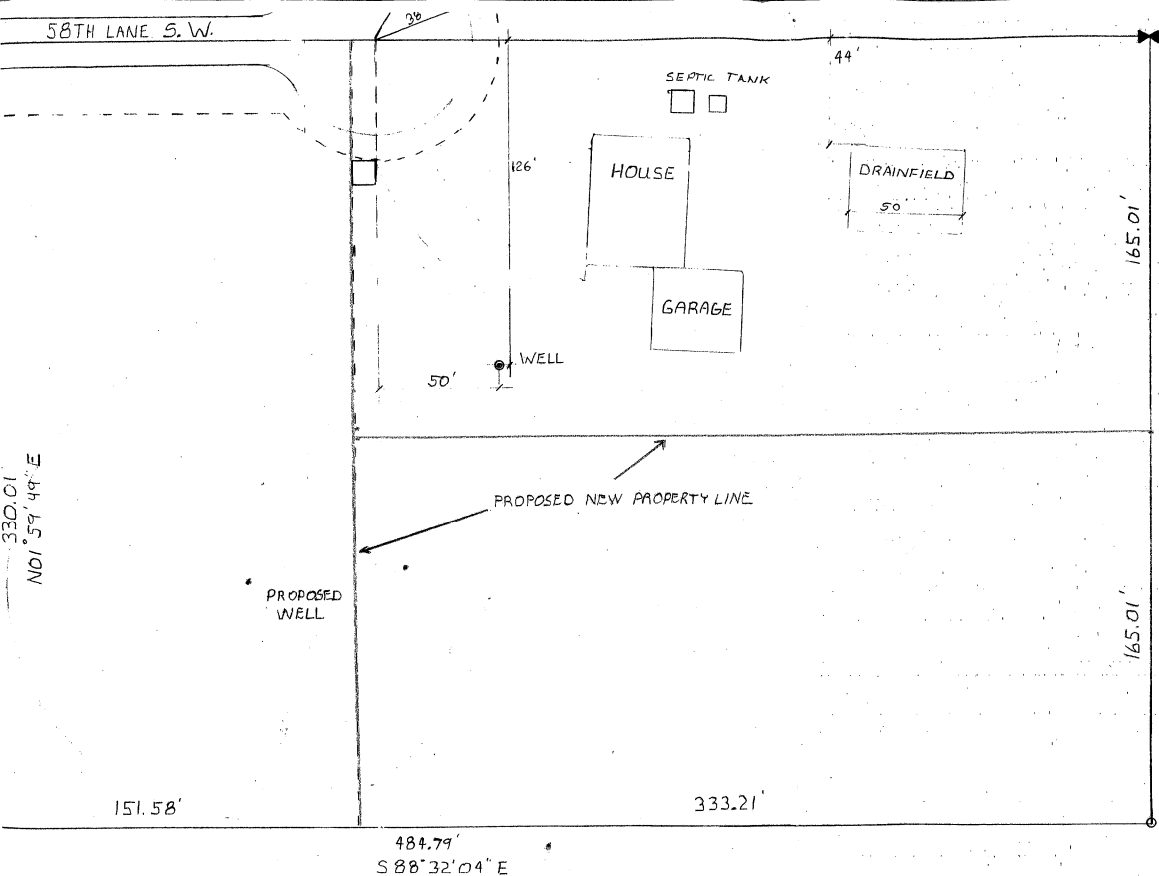 58TH LANE S. W.
38
44'
SEPTIC TANK
126'
HOUSE
DRAINFIELD
50'
165.01'
GARAGE
WELL
50'
330.01'
N01°59'49"E
PROPOSED NEW PROPERTY LINE
PROPOSED
WELL
165.01'
151.58'
333.21'
484.79'
S88°32'04"E